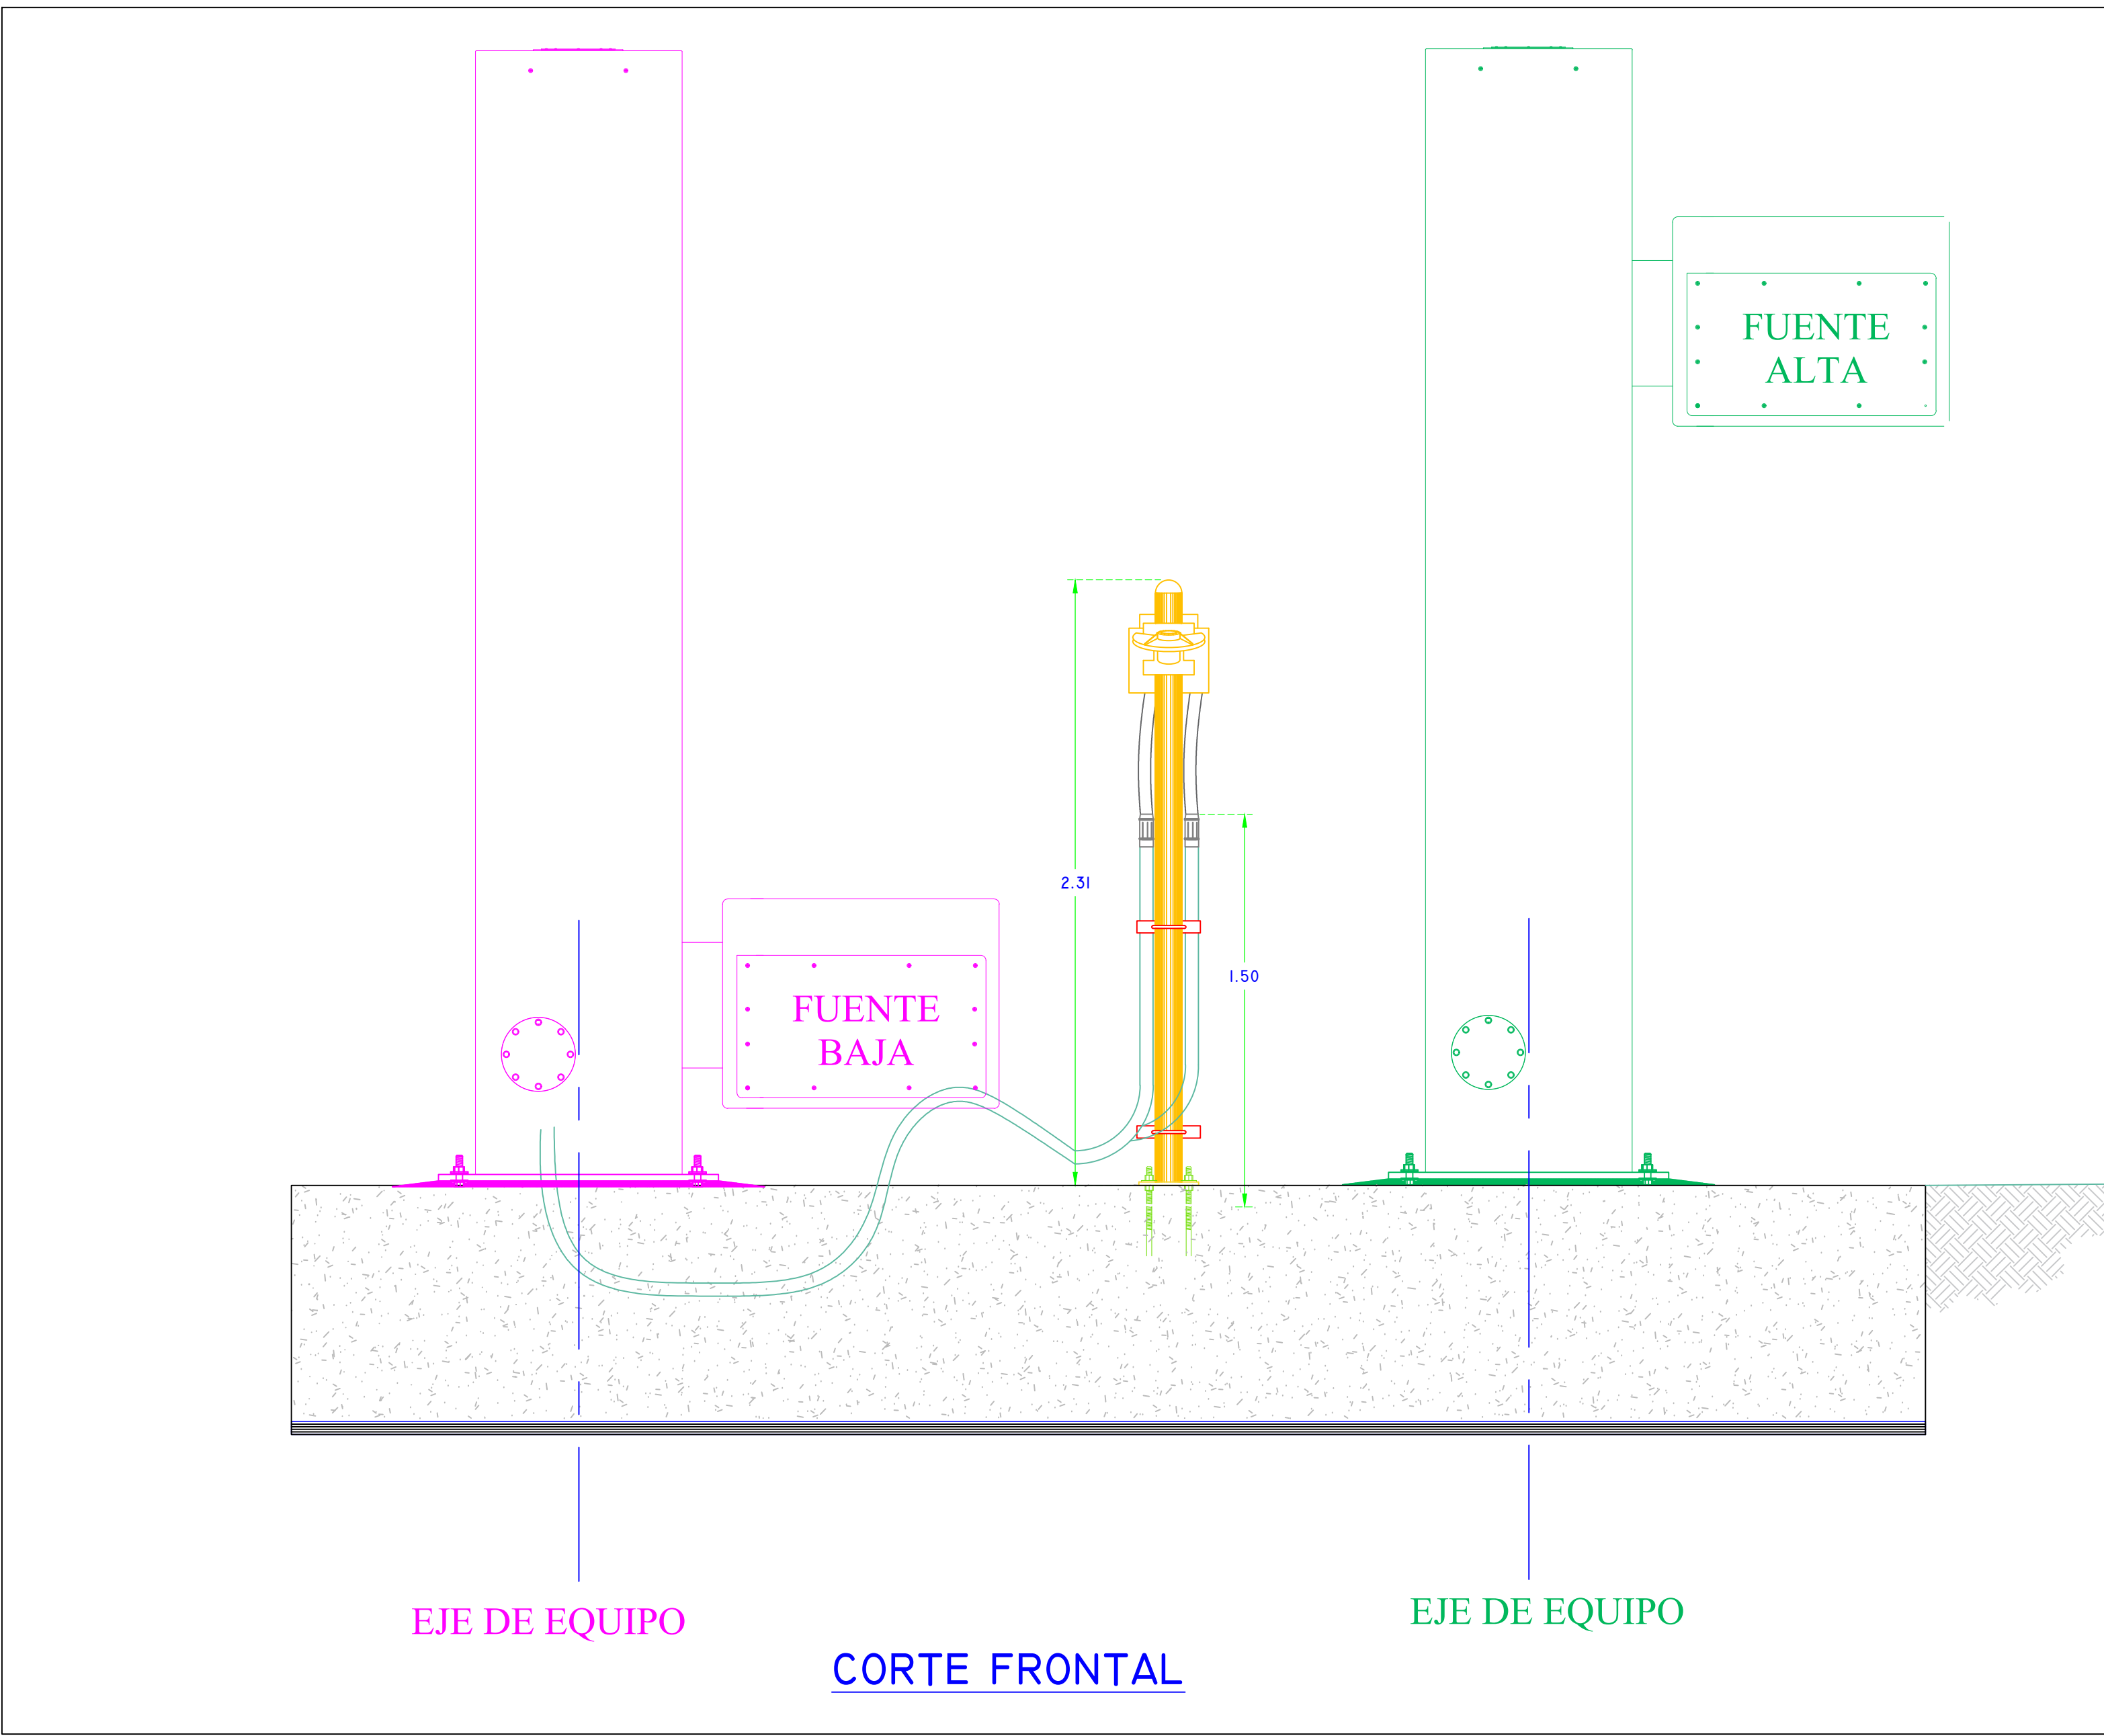 FUENTE
ALTA
2.31
1.50
FUENTE
BAJA
EJE DE EQUIPO
EJE DE EQUIPO
CORTE FRONTAL